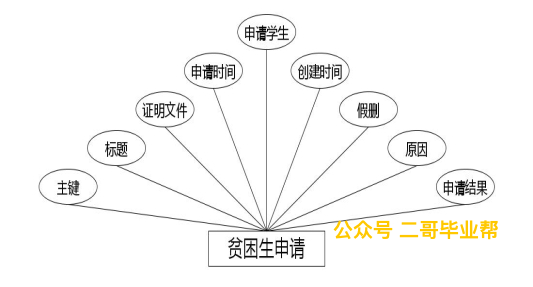 申请学生
申请时间
创建时间
证明文件
假删
标题
原因
主键
申请结果
公众号 二哥毕业帮
贫困生申请